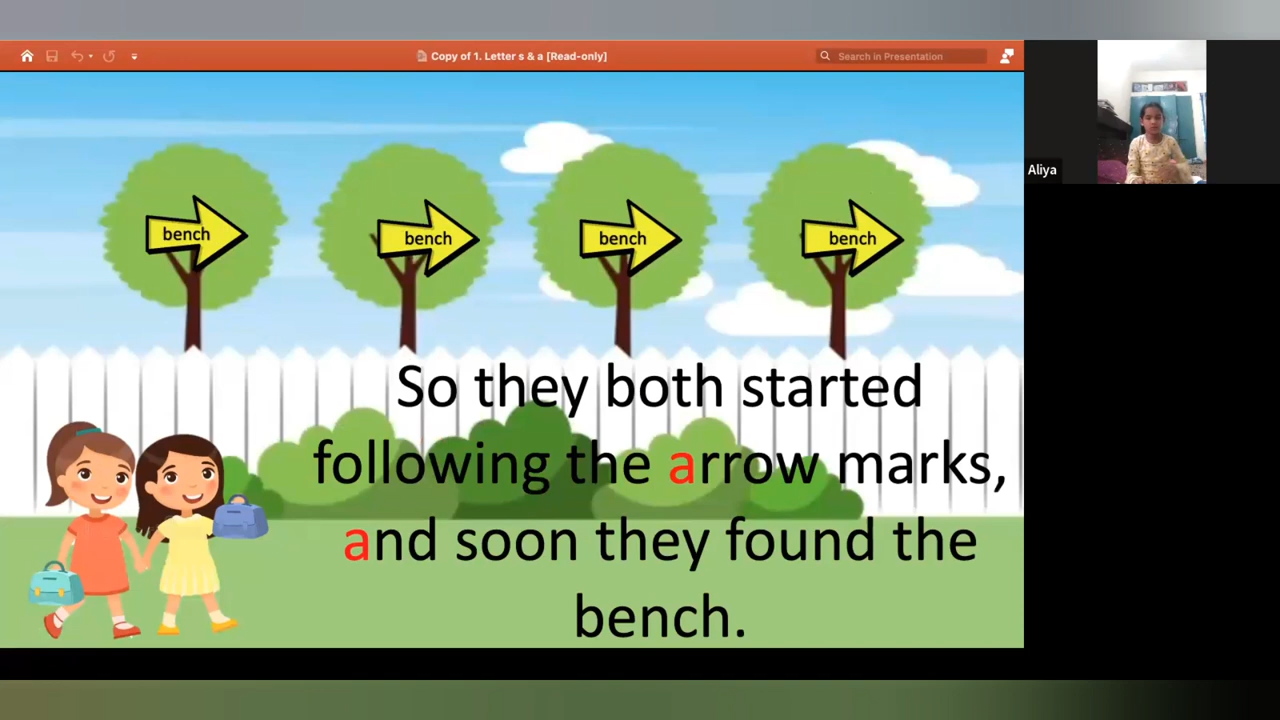 Copy of 1. Letter s & a [Read-only]
Search in Presentation
Aliya
bench
bench
bench
bench
So they both started
following the arrow marks,
and soon they found the
bench.